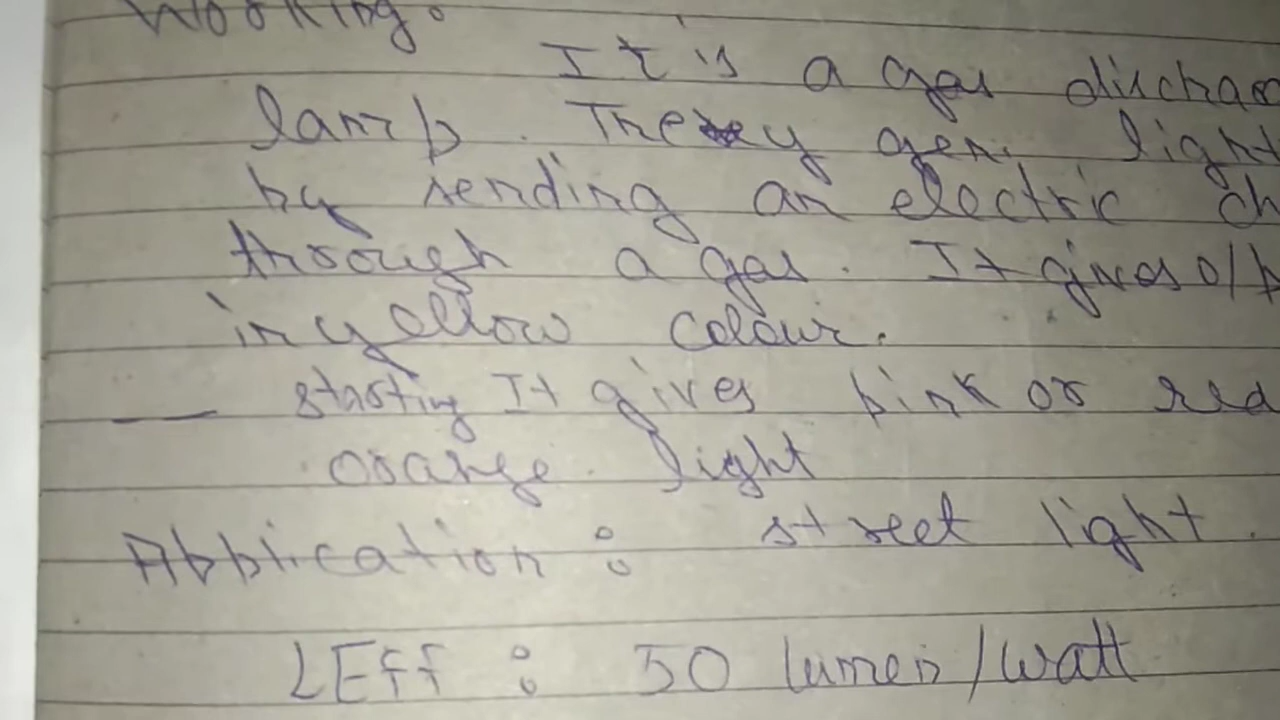 Working:
It is a gas dischar
lamp. They gen. light
by sending an electric ch
through a gas. It gives o/p
in yellow colour.
— starting It gives pink or red
orange light
Application : street light.
LEff : 50 lumen/watt